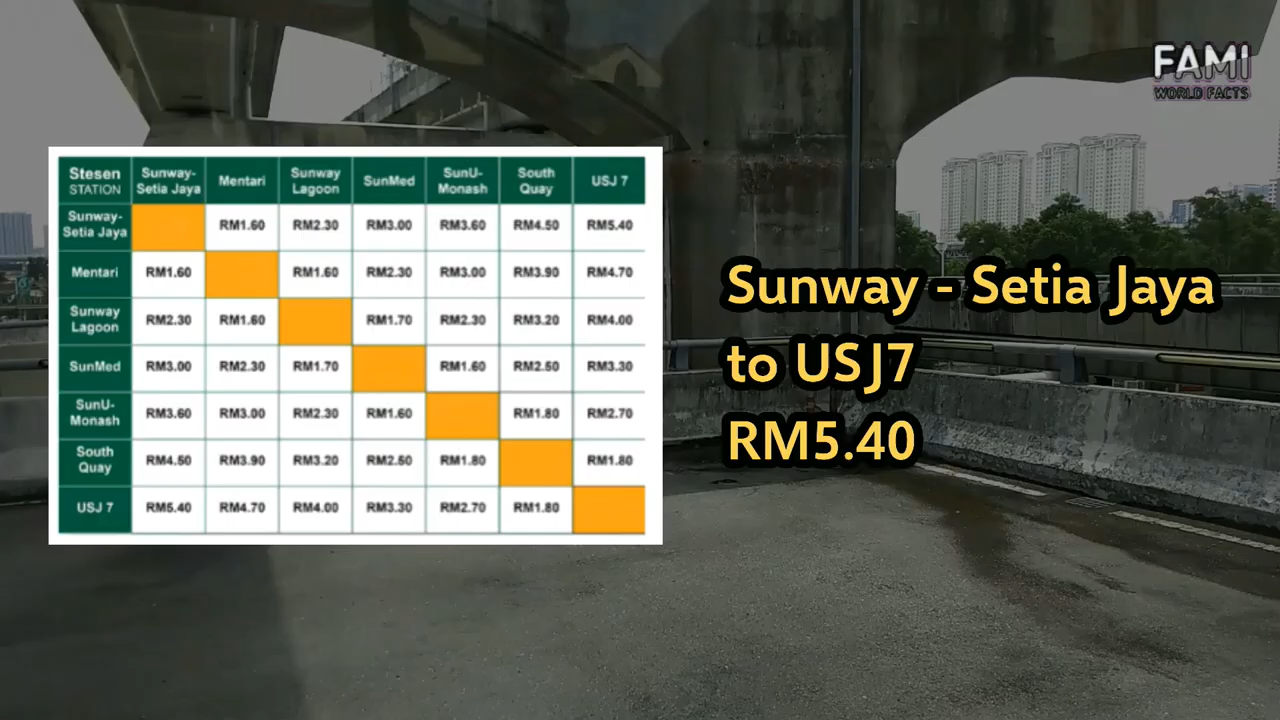 FAMI
WORLD FACTS
Stesen STATION Sunway-Setia Jaya Mentari Sunway Lagoon SunMed SunU-Monash South Quay USJ 7
Sunway-Setia Jaya RM1.60 RM2.30 RM3.00 RM3.60 RM4.50 RM5.40
Mentari RM1.60 RM1.60 RM2.30 RM3.00 RM3.90 RM4.70
Sunway Lagoon RM2.30 RM1.60 RM1.70 RM2.30 RM3.20 RM4.00
SunMed RM3.00 RM2.30 RM1.70 RM1.60 RM2.50 RM3.30
SunU-Monash RM3.60 RM3.00 RM2.30 RM1.60 RM1.80 RM2.70
South Quay RM4.50 RM3.90 RM3.20 RM2.50 RM1.80 RM1.80
USJ 7 RM5.40 RM4.70 RM4.00 RM3.30 RM2.70 RM1.80
Sunway - Setia Jaya
to USJ7
RM5.40